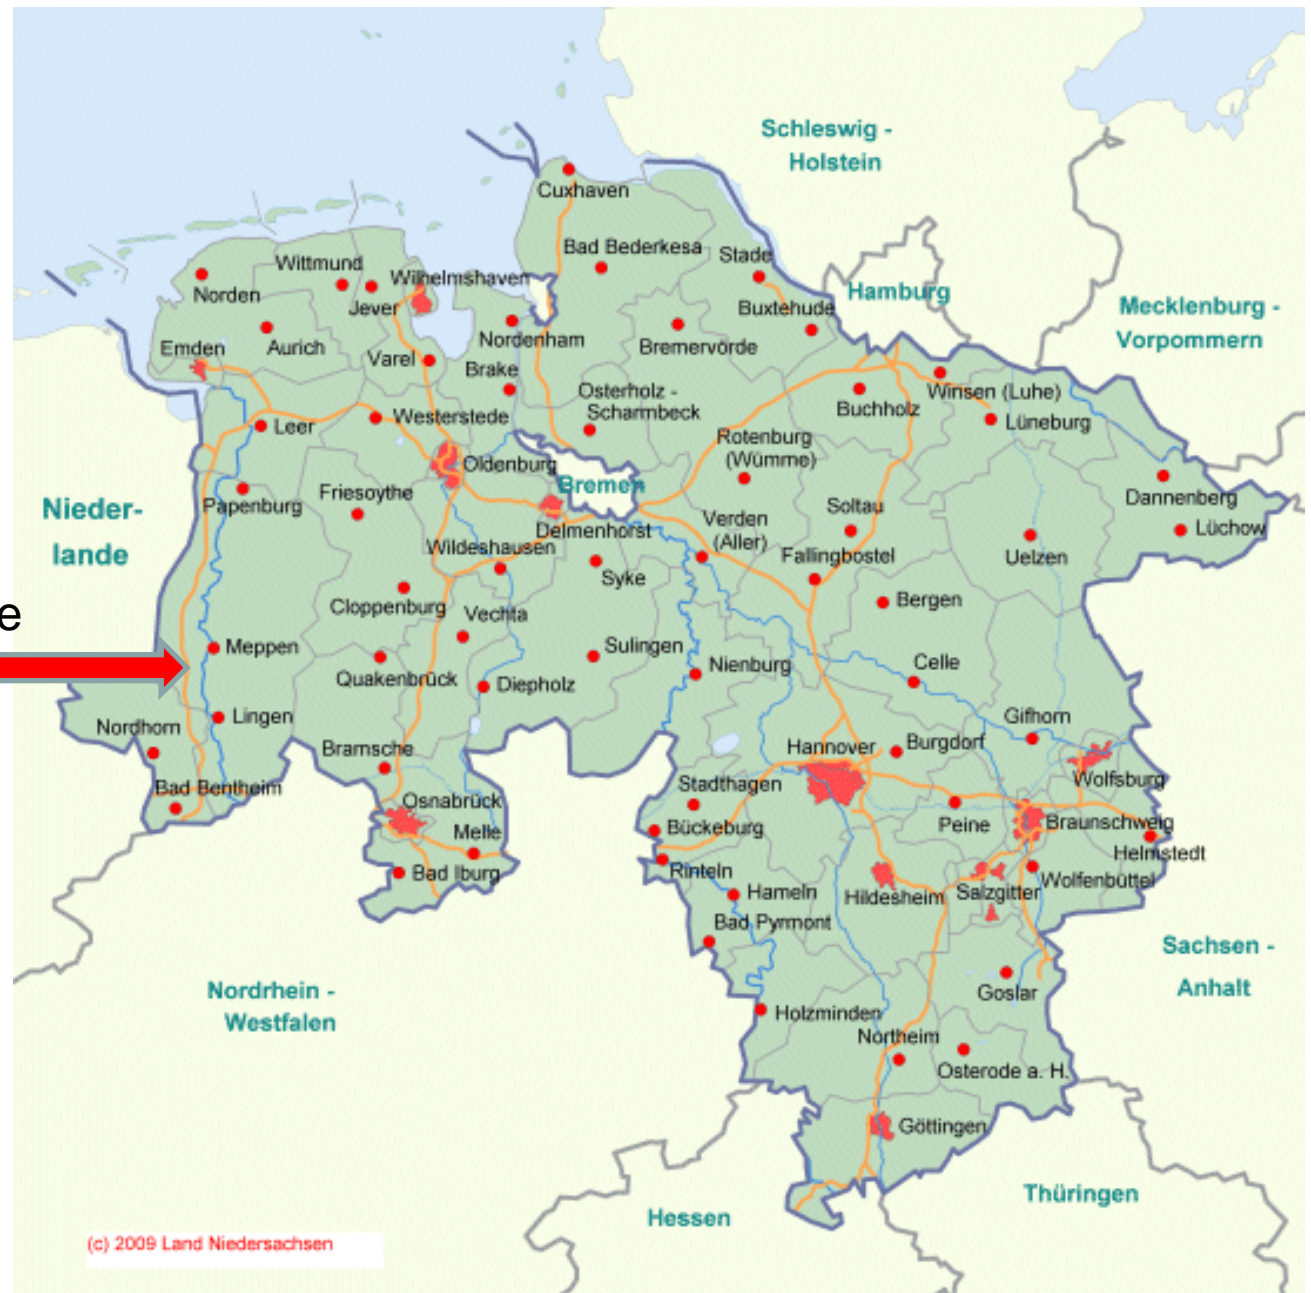 Schleswig -
Holstein
Cuxhaven
Bad Bederkesa
Stade
Wittmund
Wilhelmshaven
Hamburg
Norden
Jever
Buxtehude
Mecklenburg -
Vorpommern
Nordenham
Emden
Aurich
Bremervörde
Varel
Brake
Osterholz -
Scharmbeck
Winsen (Luhe)
Buchholz
Westerstede
Lüneburg
Leer
Rotenburg
(Wümme)
Oldenburg
Bremen
Friesoythe
Papenburg
Dannenberg
Nieder-
lande
Soltau
Verden
(Aller)
Delmenhorst
Lüchow
Wildeshausen
Fallingbostel
Uelzen
Syke
Bergen
Cloppenburg
Vechta
e
Meppen
Sulingen
Nienburg
Celle
Quakenbrück
Diepholz
Lingen
Gifhorn
Nordhorn
Bramsche
Hannover
Burgdorf
Wolfsburg
Bad Bentheim
Stadthagen
Osnabrück
Peine
Braunschweig
Bückeburg
Melle
Helmstedt
Rinteln
Bad Iburg
Wolfenbüttel
Hameln
Hildesheim
Salzgitter
Bad Pyrmont
Sachsen -
Anhalt
Goslar
Nordrhein -
Westfalen
Holzminden
Northeim
Osterode a. H.
Göttingen
Thüringen
Hessen
(c) 2009 Land Niedersachsen